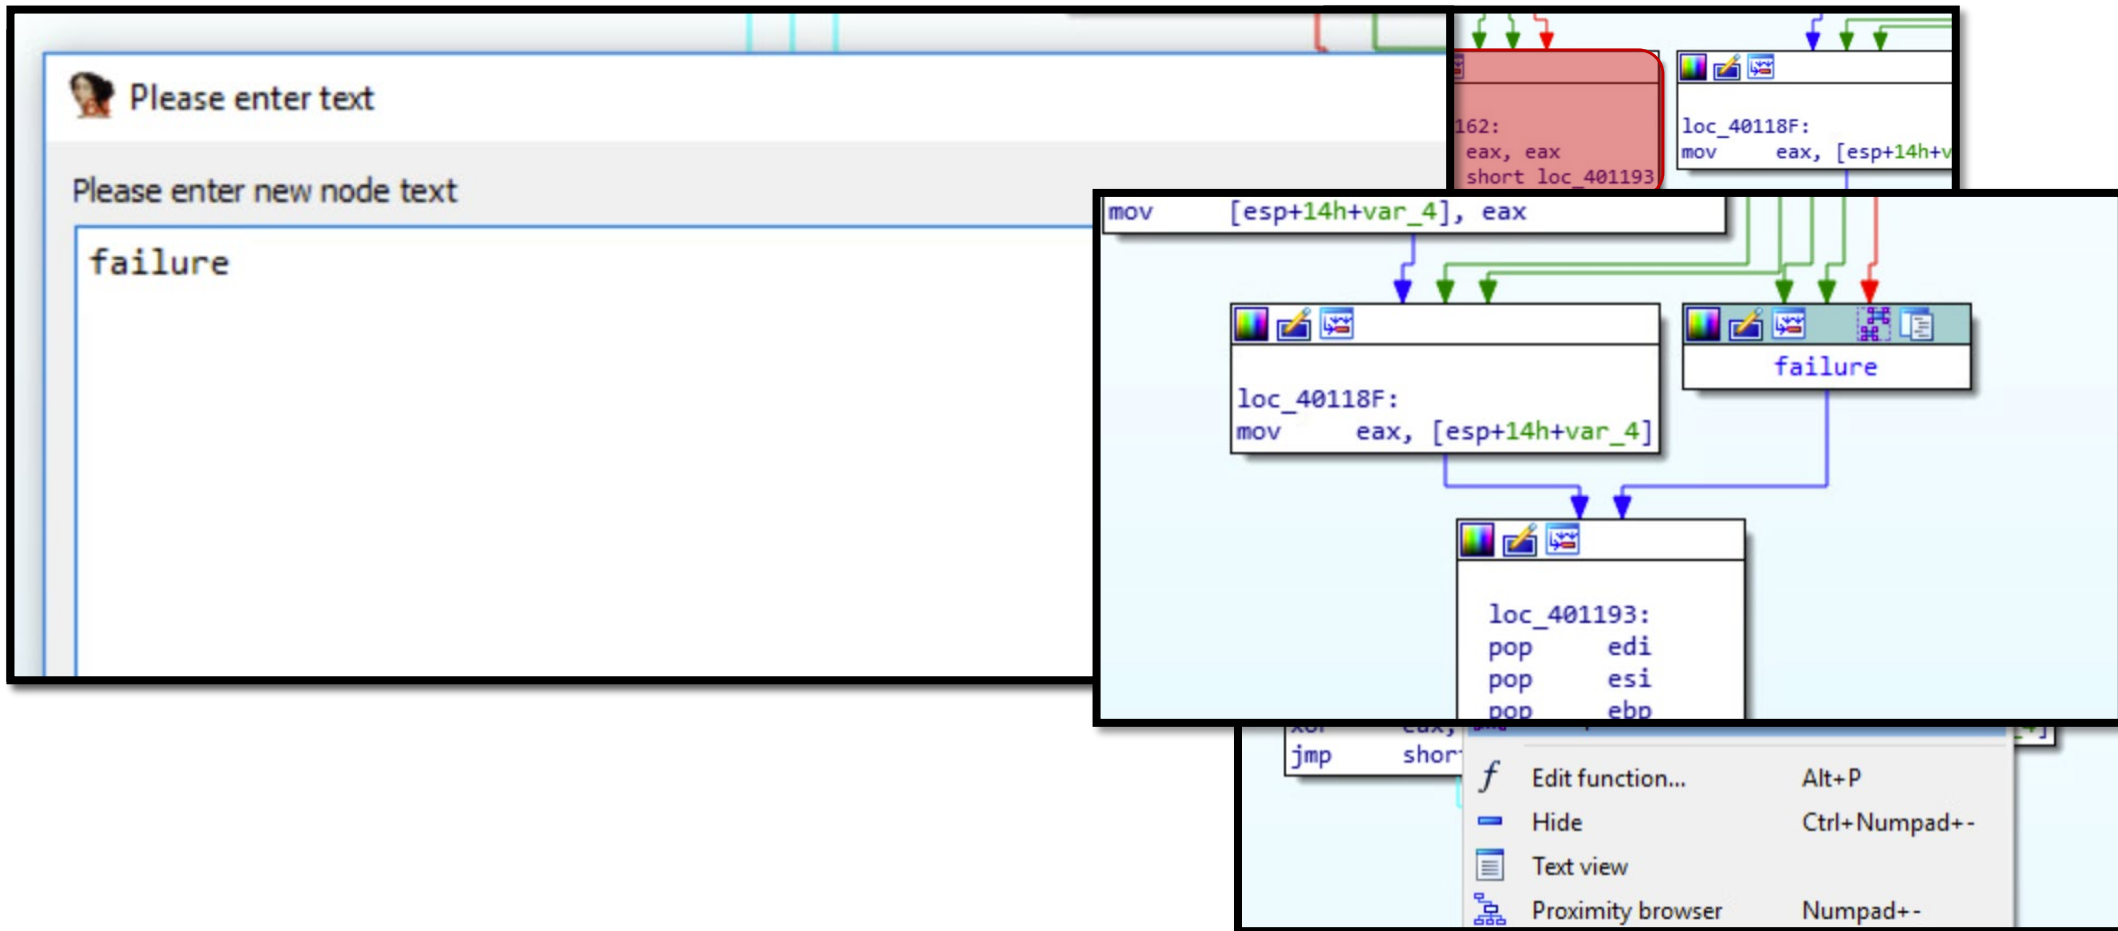 Please enter text
Please enter new node text
failure
162:
eax, eax
short loc_401193
loc_40118F:
mov eax, [esp+14h+v
mov [esp+14h+var_4], eax
loc_40118F:
mov eax, [esp+14h+var_4]
failure
loc_401193:
pop edi
pop esi
pop ebp
jmp shor
Edit function... Alt+P
Hide Ctrl+Numpad+-
Text view
Proximity browser Numpad+-